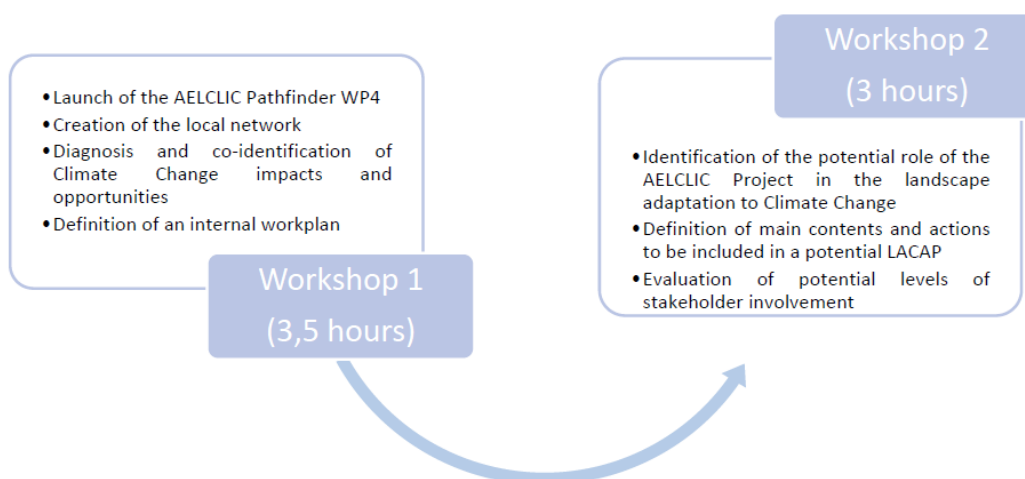 • Launch of the AELCLIC Pathfinder WP4
• Creation of the local network
• Diagnosis and co-identification of
Climate Change impacts and
opportunities
• Definition of an internal workplan
Workshop 1
(3,5 hours)
Workshop 2
(3 hours)
• Identification of the potential role of the
AELCLIC Project in the landscape
adaptation to Climate Change
• Definition of main contents and actions
to be included in a potential LACAP
• Evaluation of potential levels of
stakeholder involvement